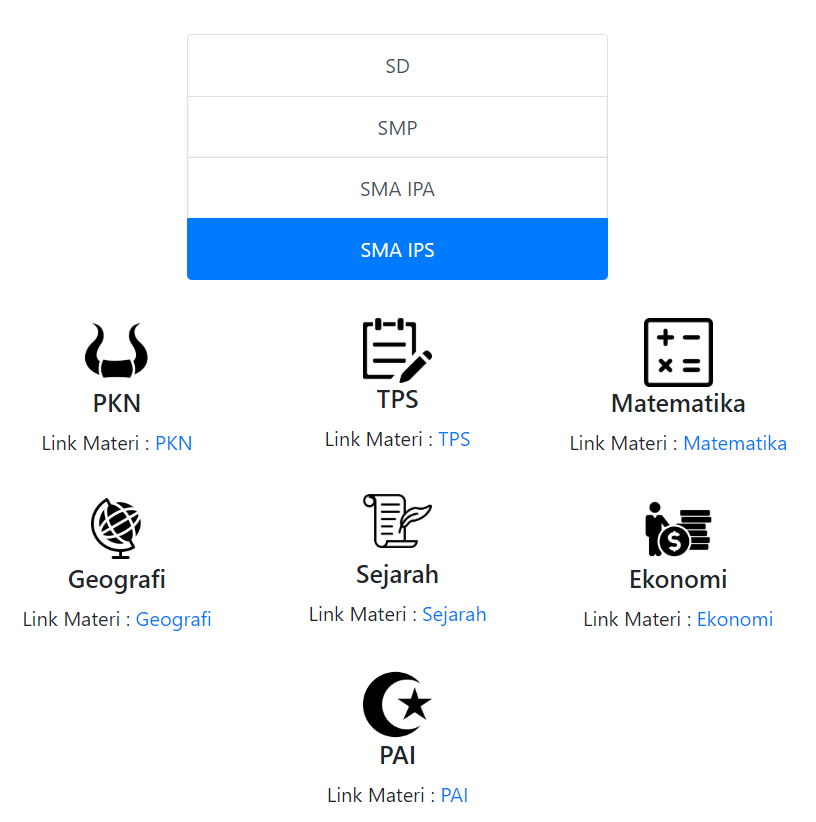 SD
SMP
SMA IPA
SMA IPS
PKN
TPS
Matematika
Link Materi : PKN
Link Materi : TPS
Link Materi : Matematika
Geografi
Sejarah
Ekonomi
Link Materi : Geografi
Link Materi : Sejarah
Link Materi : Ekonomi
PAI
Link Materi : PAI